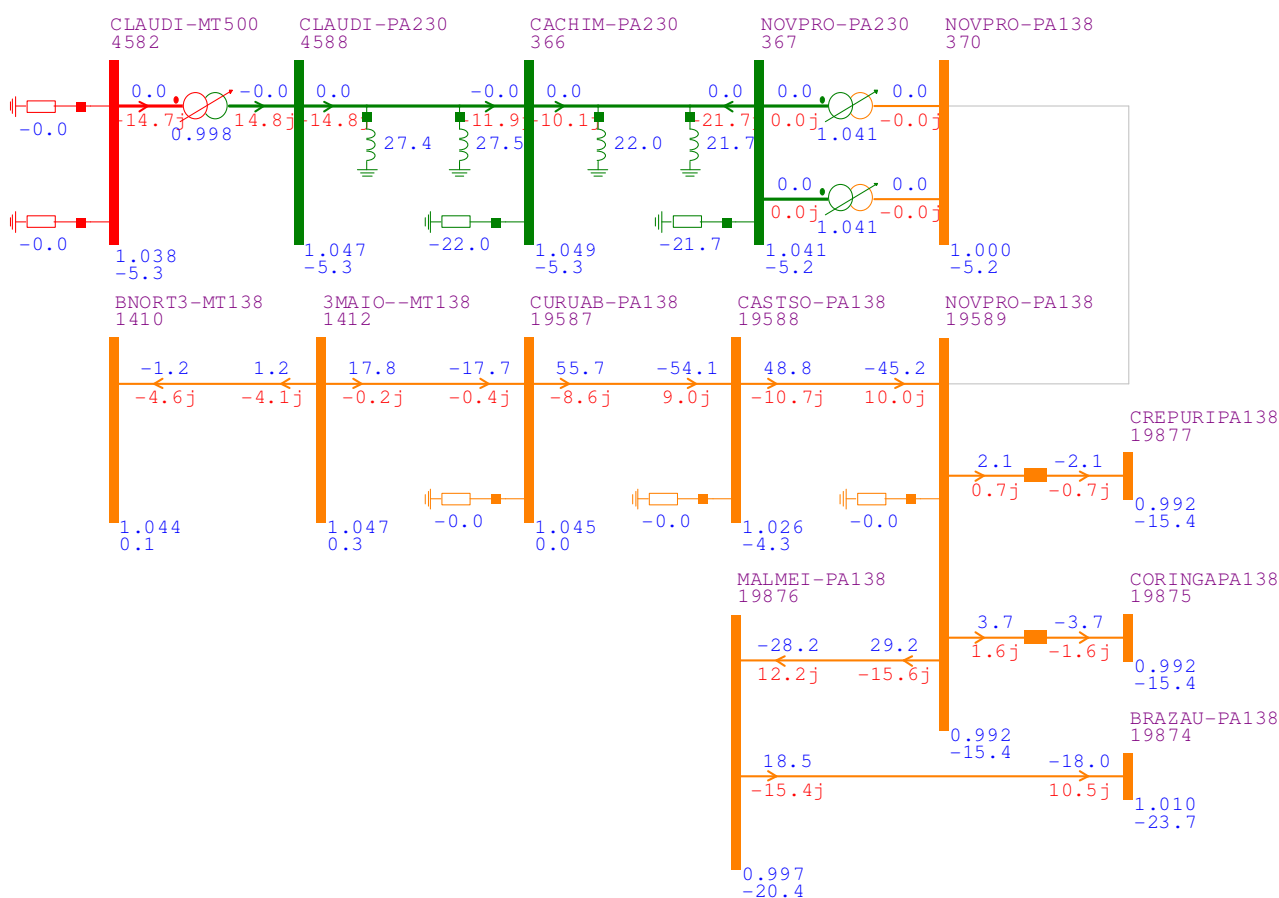 CLAUDI-MT500
4582
CLAUDI-PA230
4588
CACHIM-PA230
366
NOVPRO-PA230
367
NOVPRO-PA138
370
0.0
-0.0
0.0
-0.0
0.0
0.0
0.0
0.0
-14.7j
14.8j
-14.8j
-11.9j
-10.1j
-21.7j
0.0j
-0.0j
-0.0
0.998
27.4
27.5
22.0
21.7
1.041
0.0
0.0
0.0j
-0.0j
1.041
-0.0
-22.0
-21.7
1.038
-5.3
1.047
-5.3
1.049
-5.3
1.041
-5.2
1.000
-5.2
BNORT3-MT138
1410
3MAIO--MT138
1412
CURUAB-PA138
19587
CASTSO-PA138
19588
NOVPRO-PA138
19589
-1.2
1.2
17.8
-17.7
55.7
-54.1
48.8
-45.2
-4.6j
-4.1j
-0.2j
-0.4j
-8.6j
9.0j
-10.7j
10.0j
CREPURIPA138
19877
2.1
-2.1
0.7j
-0.7j
0.992
-15.4
-0.0
-0.0
-0.0
1.044
0.1
1.047
0.3
1.045
0.0
1.026
-4.3
MALMEI-PA138
19876
CORINGAPA138
19875
3.7
-3.7
1.6j
-1.6j
0.992
-15.4
-28.2
29.2
12.2j
-15.6j
BRAZAU-PA138
19874
0.992
-15.4
18.5
-18.0
-15.4j
10.5j
1.010
-23.7
0.997
-20.4